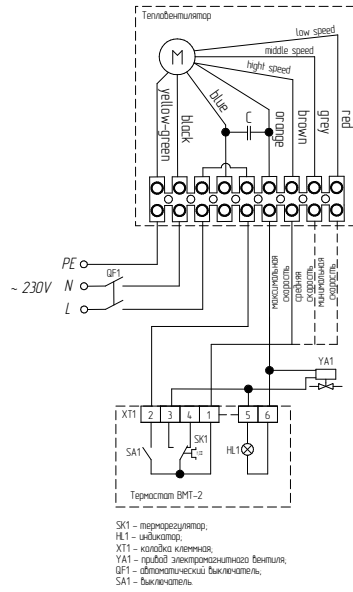 Тепловентилятор
low speed
middle speed
hight speed
M
yellow-green
black
blue
C
orange
brown
grey
red
PE
QF1
~ 230V N
L
максимальная скорость
средняя скорость
минимальная скорость
YA1
XT1 2 3 4 1 5 6
SA1
SK1
t°
HL1
Термостат ВМТ-2
SK1 - терморегулятор;
HL1 - индикатор;
XT1 - колодка клеммная;
YA1 - привод электромагнитного вентиля;
QF1 - автоматический выключатель;
SA1 - выключатель.